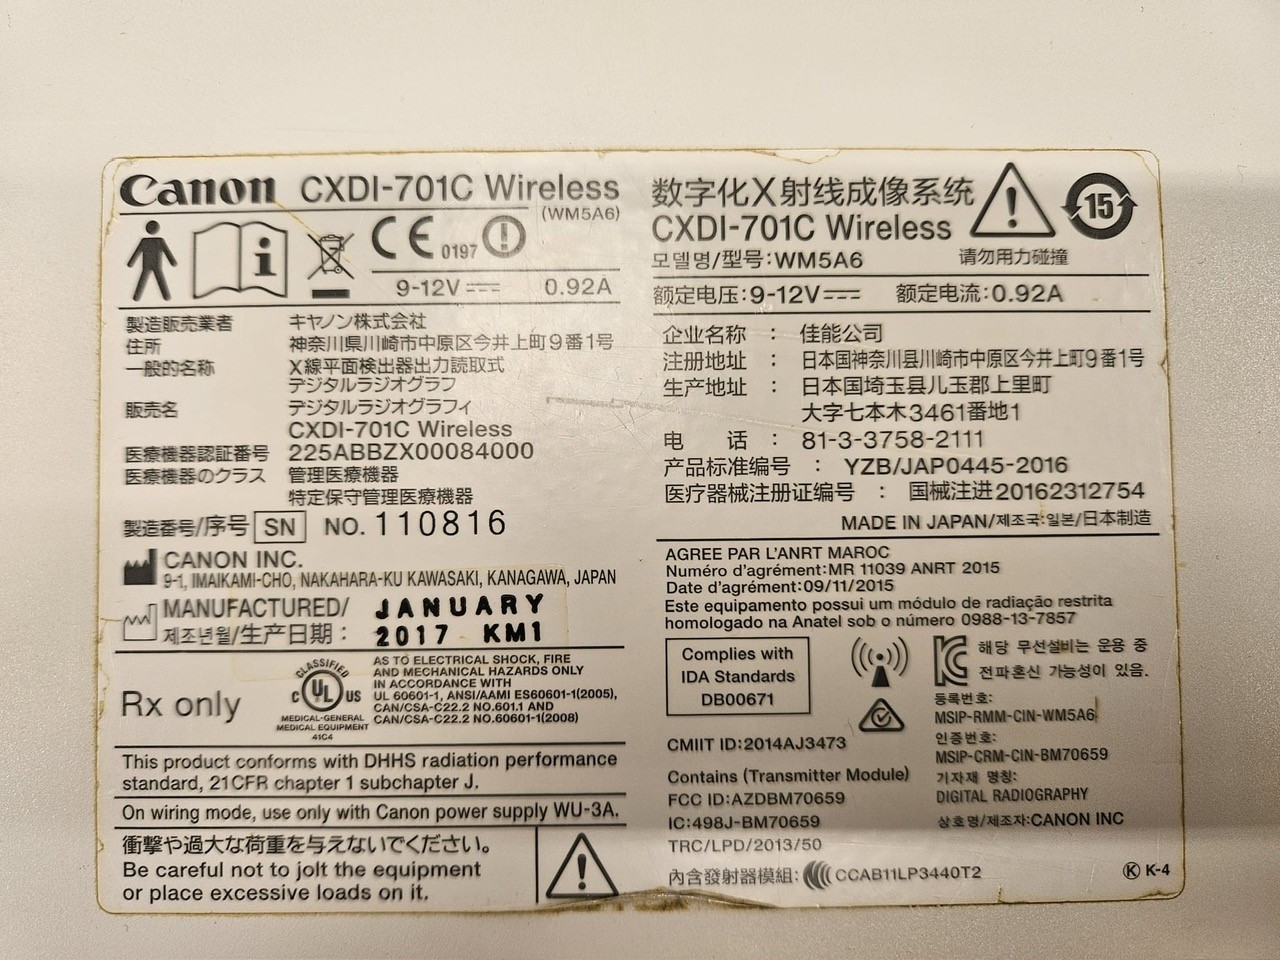 Canon CXDI-701C Wireless
(WM5A6)
CE 0197
9-12V 0.92A
製造販売業者 キヤノン株式会社
住所 神奈川県川崎市中原区今井上町9番1号
一般的名称 X線平面検出器出力読取式
デジタルラジオグラフ
販売名 デジタルラジオグラフィ
CXDI-701C Wireless
医療機器認証番号 225ABBZX00084000
医療機器のクラス 管理医療機器
特定保守管理医療機器
製造番号/序号 SN NO. 110816
CANON INC.
9-1, IMAIKAMI-CHO, NAKAHARA-KU KAWASAKI, KANAGAWA, JAPAN
MANUFACTURED/ JANUARY
제조년월/生产日期: 2017 KM1
Rx only
CLASSIFIED
C UL US
MEDICAL-GENERAL
MEDICAL EQUIPMENT
41C4
AS TO ELECTRICAL SHOCK, FIRE
AND MECHANICAL HAZARDS ONLY
IN ACCORDANCE WITH
UL 60601-1, ANSI/AAMI ES60601-1(2005),
CAN/CSA-C22.2 NO.601.1 AND
CAN/CSA-C22.2 NO.60601-1(2008)
This product conforms with DHHS radiation performance
standard, 21CFR chapter 1 subchapter J.
On wiring mode, use only with Canon power supply WU-3A.
衝撃や過大な荷重を与えないでください。
Be careful not to jolt the equipment
or place excessive loads on it.
数字化X射线成像系统
CXDI-701C Wireless
15
모델명/型号:WM5A6 请勿用力碰撞
额定电压:9-12V 额定电流:0.92A
企业名称 : 佳能公司
注册地址 : 日本国神奈川县川崎市中原区今井上町9番1号
生产地址 : 日本国埼玉县儿玉郡上里町
大字七本木3461番地1
电 话 : 81-3-3758-2111
产品标准编号 : YZB/JAP0445-2016
医疗器械注册证编号 : 国械注进20162312754
MADE IN JAPAN/제조국:일본/日本制造
AGREE PAR L'ANRT MAROC
Numéro d'agrément:MR 11039 ANRT 2015
Date d'agrément:09/11/2015
Este equipamento possui um módulo de radiação restrita
homologado na Anatel sob o número 0988-13-7857
Complies with
IDA Standards
DB00671
해당 무선설비는 운용 중
전파혼신 가능성이 있음.
등록번호:
MSIP-RMM-CIN-WM5A6
인증번호:
MSIP-CRM-CIN-BM70659
기자재 명칭:
DIGITAL RADIOGRAPHY
상호명/제조자:CANON INC
CMIIT ID:2014AJ3473
Contains (Transmitter Module)
FCC ID:AZDBM70659
IC:498J-BM70659
TRC/LPD/2013/50
內含發射器模組: CCAB11LP3440T2
K K-4